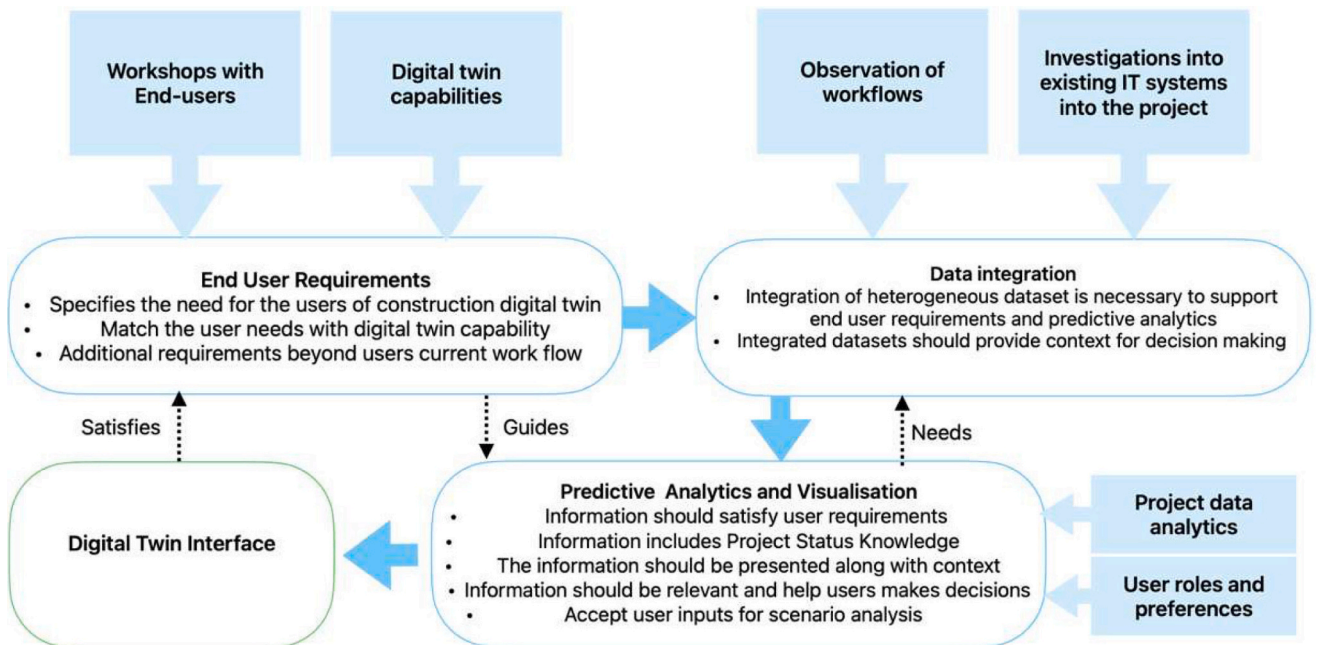 Workshops with
End-users
Digital twin
capabilities
Observation of
workflows
Investigations into
existing IT systems
into the project
End User Requirements
• Specifies the need for the users of construction digital twin
• Match the user needs with digital twin capability
• Additional requirements beyond users current work flow
Data integration
• Integration of heterogeneous dataset is necessary to support
end user requirements and predictive analytics
• Integrated datasets should provide context for decision making
Satisfies
Guides
Needs
Digital Twin Interface
Predictive Analytics and Visualisation
• Information should satisfy user requirements
• Information includes Project Status Knowledge
• The information should be presented along with context
• Information should be relevant and help users makes decisions
• Accept user inputs for scenario analysis
Project data
analytics
User roles and
preferences